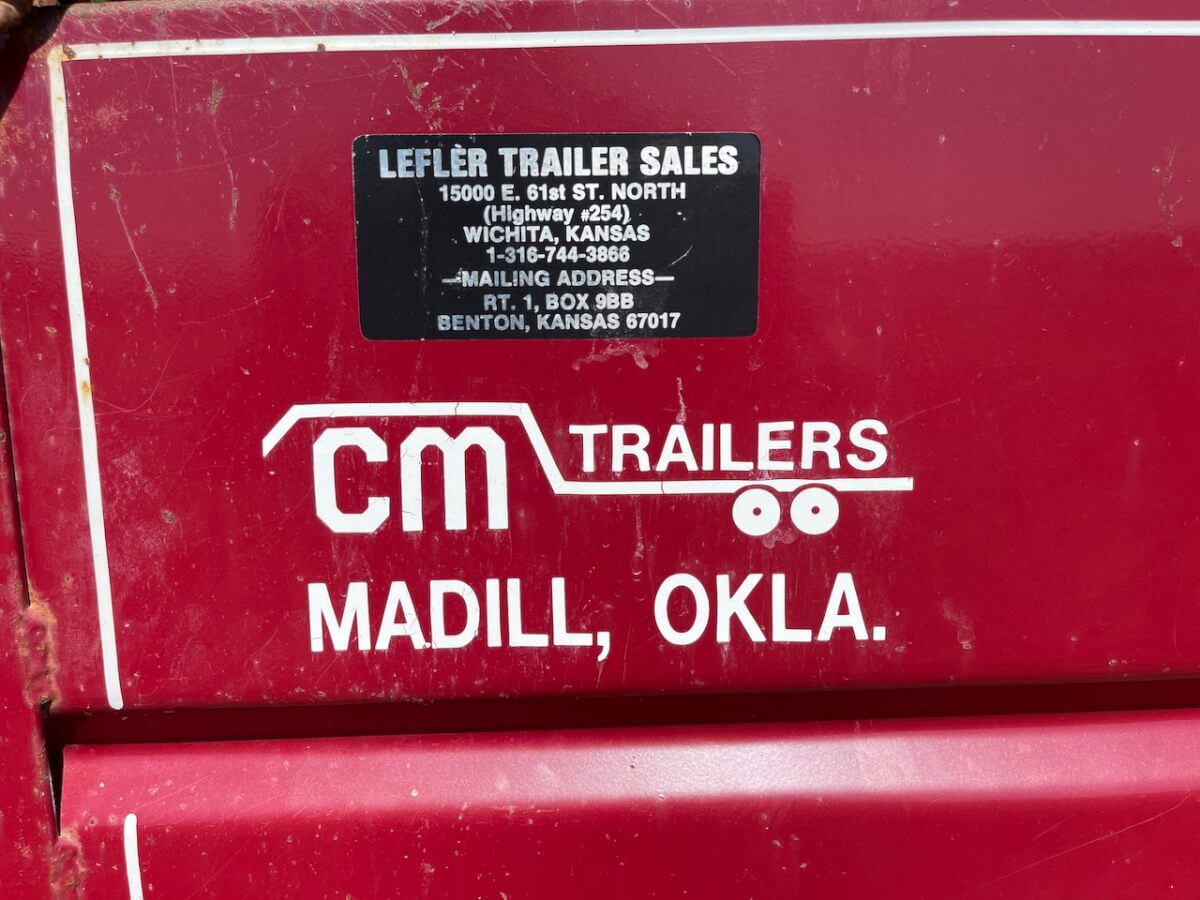 LEFLER TRAILER SALES
15000 E. 61st ST. NORTH
(Highway #254)
WICHITA, KANSAS
1-316-744-3866
—MAILING ADDRESS—
RT. 1, BOX 9BB
BENTON, KANSAS 67017
CM TRAILERS
MADILL, OKLA.